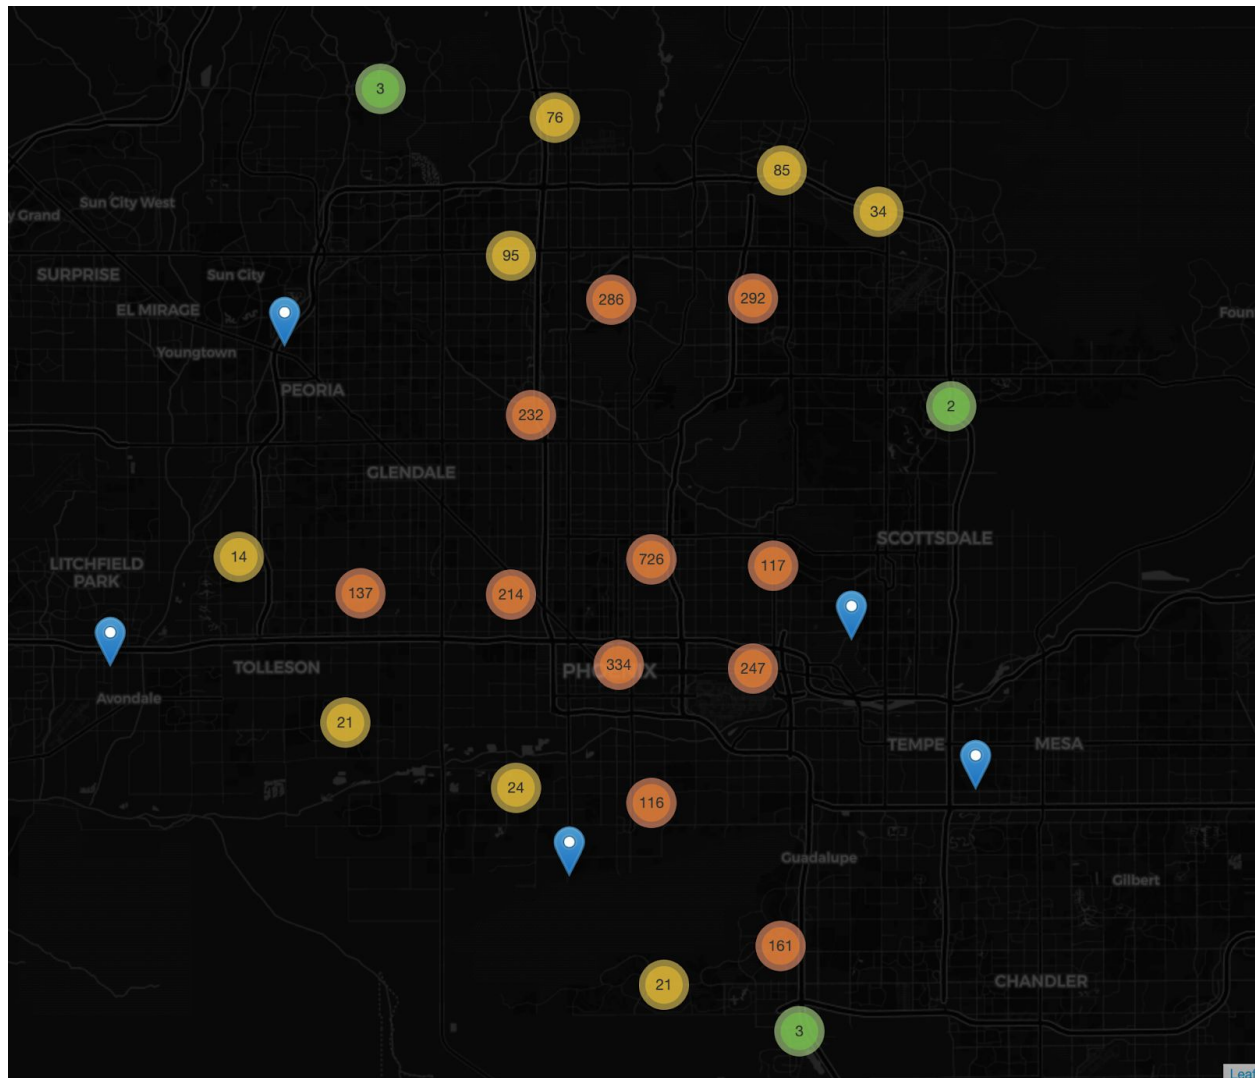 3
76
85
Sun City West
34
y Grand
95
SURPRISE
Sun City
286
292
EL MIRAGE
Foun
Youngtown
PEORIA
2
232
GLENDALE
SCOTTSDALE
14
726
117
LITCHFIELD
PARK
137
214
TOLLESON
334
PHOENIX
247
Avondale
21
TEMPE
MESA
24
116
Guadalupe
Gilbert
161
CHANDLER
21
3
Leaf